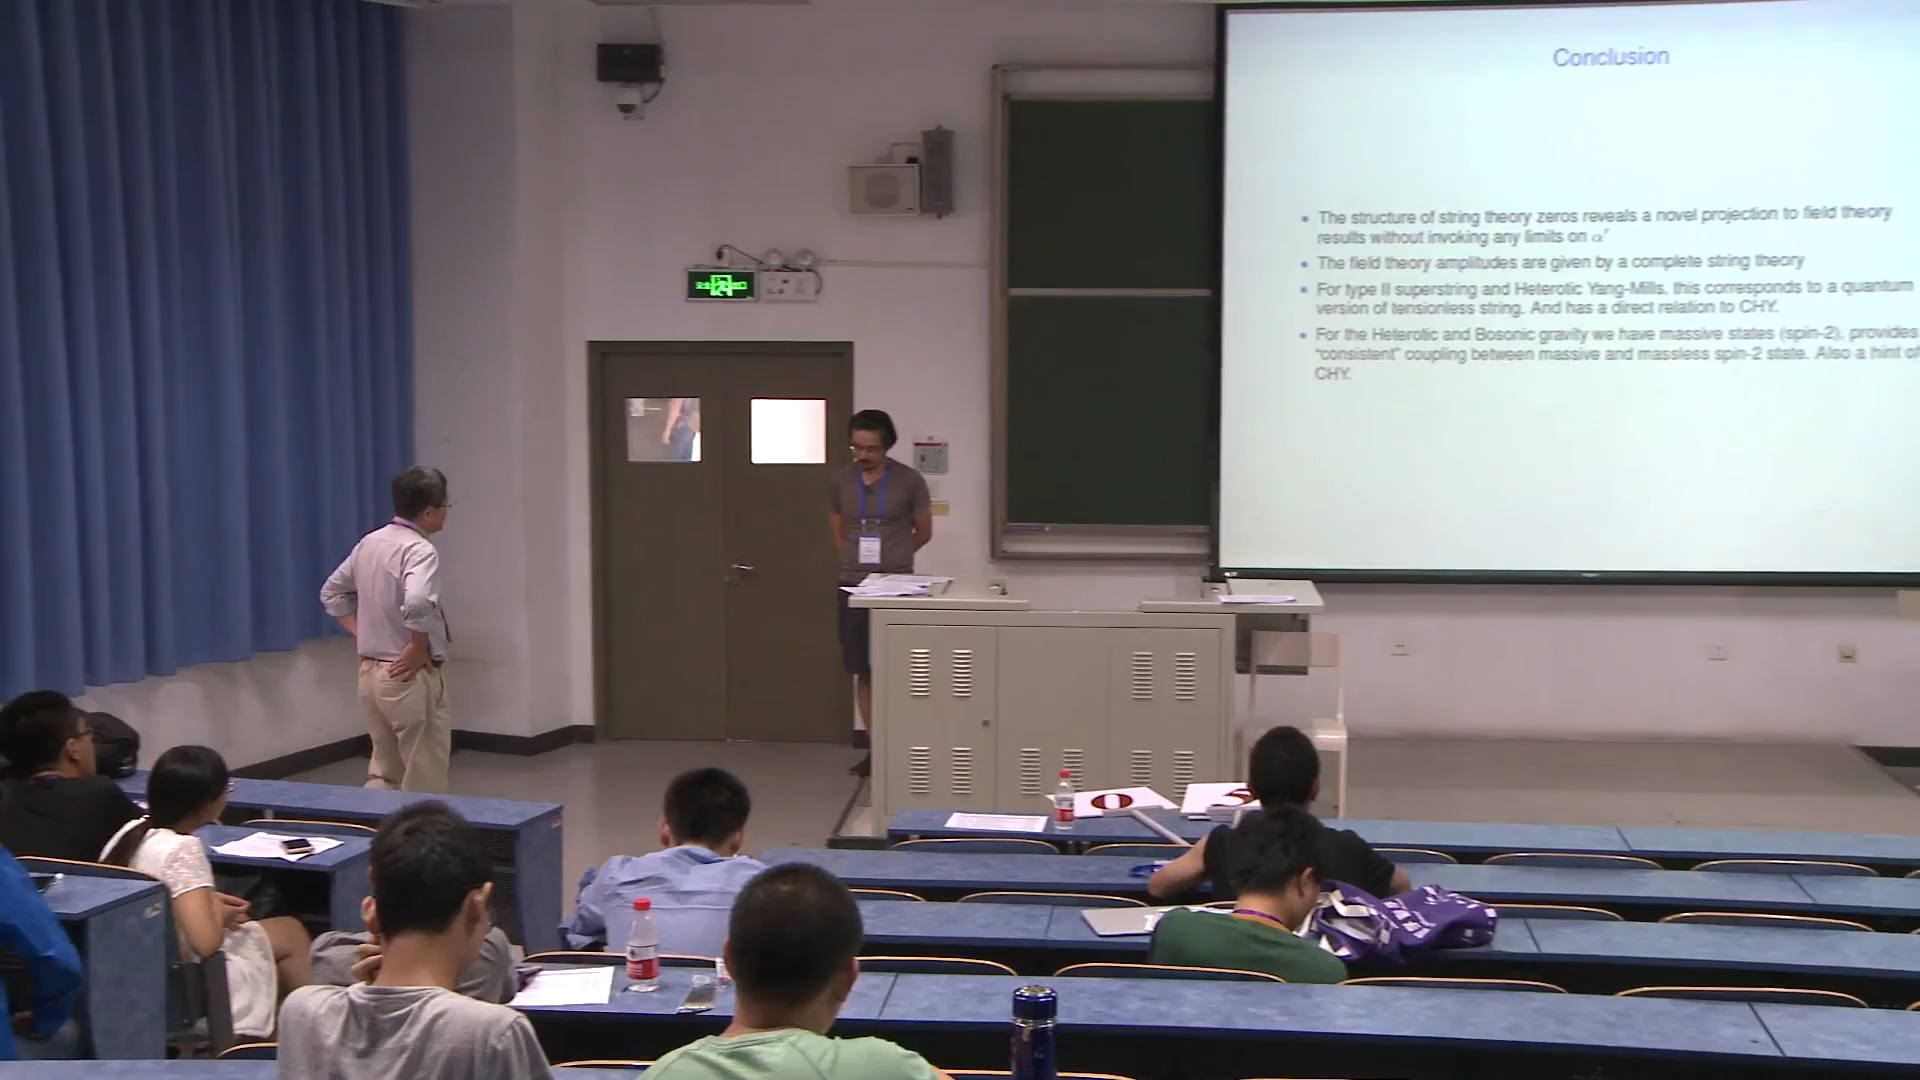 Conclusion
The structure of string theory zeros reveals a novel projection to field theory
results without invoking any limits on α′
The field theory amplitudes are given by a complete string theory
For type II superstring and Heterotic Yang-Mills, this corresponds to a quantum
version of tensionless string. And has a direct relation to CHY.
For the Heterotic and Bosonic gravity we have massive states (spin-2), provides
"consistent" coupling between massive and massless spin-2 state. Also a hint of
CHY.
0
5